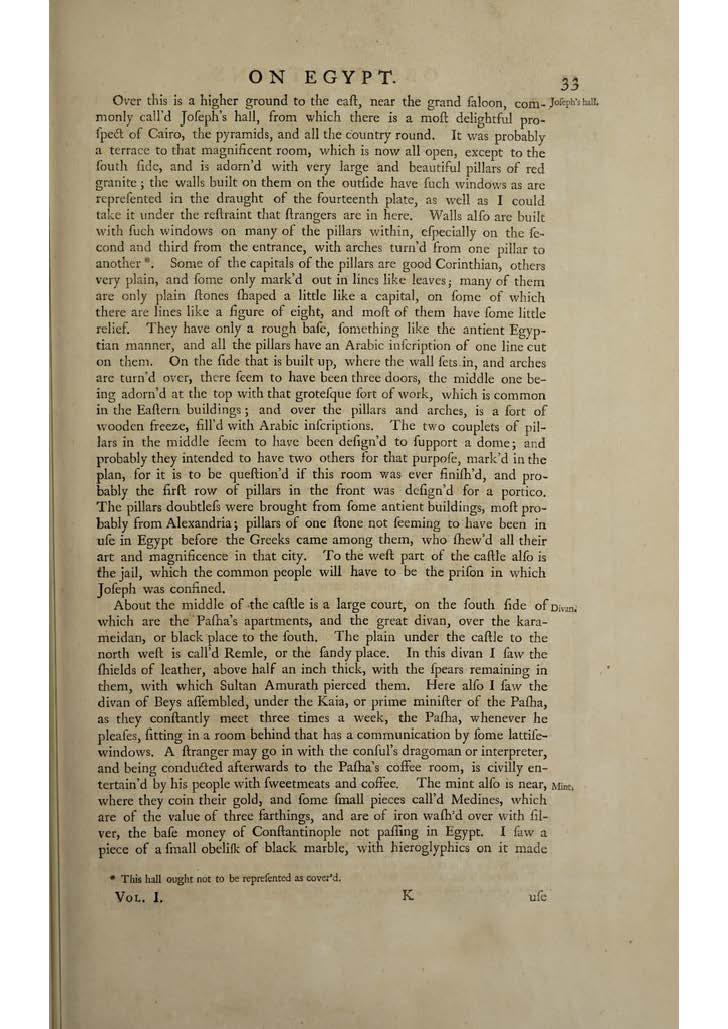 ON EGYPT.
33
Over this is a higher ground to the eaſt, near the grand ſaloon, com- Joſeph's hall.
monly call'd Joſeph's hall, from which there is a moſt delightful pro-
ſpect of Cairo, the pyramids, and all the country round. It was probably
a terrace to that magnificent room, which is now all open, except to the
ſouth ſide, and is adorn'd with very large and beautiful pillars of red
granite; the walls built on them on the outſide have ſuch windows as are
repreſented in the draught of the fourteenth plate, as well as I could
take it under the reſtraint that ſtrangers are in here. Walls alſo are built
with ſuch windows on many of the pillars within, eſpecially on the ſe-
cond and third from the entrance, with arches turn'd from one pillar to
another *. Some of the capitals of the pillars are good Corinthian, others
very plain, and ſome only mark'd out in lines like leaves; many of them
are only plain ſtones ſhaped a little like a capital, on ſome of which
there are lines like a figure of eight, and moſt of them have ſome little
relief. They have only a rough baſe, ſomething like the antient Egyp-
tian manner, and all the pillars have an Arabic inſcription of one line cut
on them. On the ſide that is built up, where the wall ſets in, and arches
are turn'd over, there ſeem to have been three doors, the middle one be-
ing adorn'd at the top with that groteſque ſort of work, which is common
in the Eaſtern buildings; and over the pillars and arches, is a ſort of
wooden freeze, fill'd with Arabic inſcriptions. The two couplets of pil-
lars in the middle ſeem to have been deſign'd to ſupport a dome; and
probably they intended to have two others for that purpoſe, mark'd in the
plan, for it is to be queſtion'd if this room was ever finiſh'd, and pro-
bably the firſt row of pillars in the front was deſign'd for a portico.
The pillars doubtleſs were brought from ſome antient buildings, moſt pro-
bably from Alexandria; pillars of one ſtone not ſeeming to have been in
uſe in Egypt before the Greeks came among them, who ſhew'd all their
art and magnificence in that city. To the weſt part of the caſtle alſo is
the jail, which the common people will have to be the priſon in which
Joſeph was confined.
About the middle of the caſtle is a large court, on the ſouth ſide of Divan.
which are the Paſha's apartments, and the great divan, over the kara-
meidan, or black place to the ſouth. The plain under the caſtle to the
north weſt is call'd Remle, or the ſandy place. In this divan I ſaw the
ſhields of leather, above half an inch thick, with the ſpears remaining in
them, with which Sultan Amurath pierced them. Here alſo I ſaw the
divan of Beys aſſembled, under the Kaia, or prime miniſter of the Paſha,
as they conſtantly meet three times a week, the Paſha, whenever he
pleaſes, ſitting in a room behind that has a communication by ſome lattiſe-
windows. A ſtranger may go in with the conſul's dragoman or interpreter,
and being conducted afterwards to the Paſha's coffee room, is civilly en-
tertain'd by his people with ſweetmeats and coffee. The mint alſo is near, Mint,
where they coin their gold, and ſome ſmall pieces call'd Medines, which
are of the value of three farthings, and are of iron waſh'd over with ſil-
ver, the baſe money of Conſtantinople not paſſing in Egypt. I ſaw a
piece of a ſmall obeliſk of black marble, with hieroglyphics on it made
* This hall ought not to be repreſented as cover'd.
VOL. I. K uſe